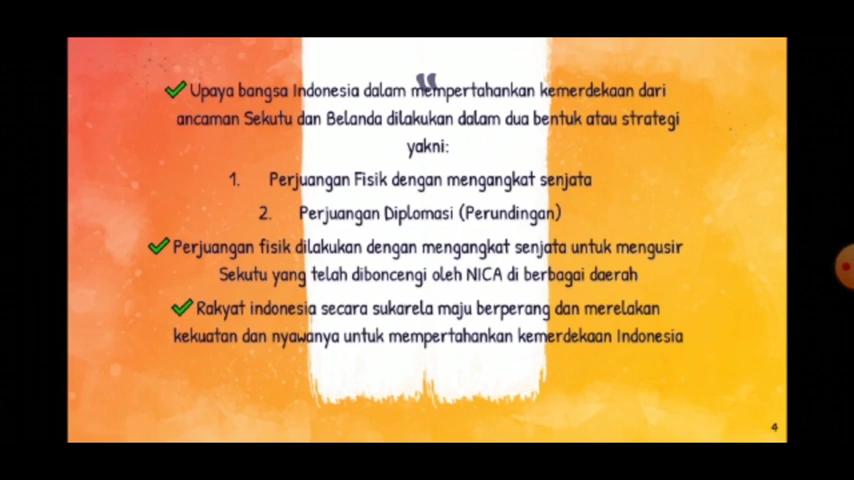 Upaya bangsa Indonesia dalam mempertahankan kemerdekaan dari
ancaman Sekutu dan Belanda dilakukan dalam dua bentuk atau strategi
yakni:
1. Perjuangan Fisik dengan mengangkat senjata
2. Perjuangan Diplomasi (Perundingan)
Perjuangan fisik dilakukan dengan mengangkat senjata untuk mengusir
Sekutu yang telah diboncengi oleh NICA di berbagai daerah
Rakyat indonesia secara sukarela maju berperang dan merelakan
kekuatan dan nyawanya untuk mempertahankan kemerdekaan Indonesia
4